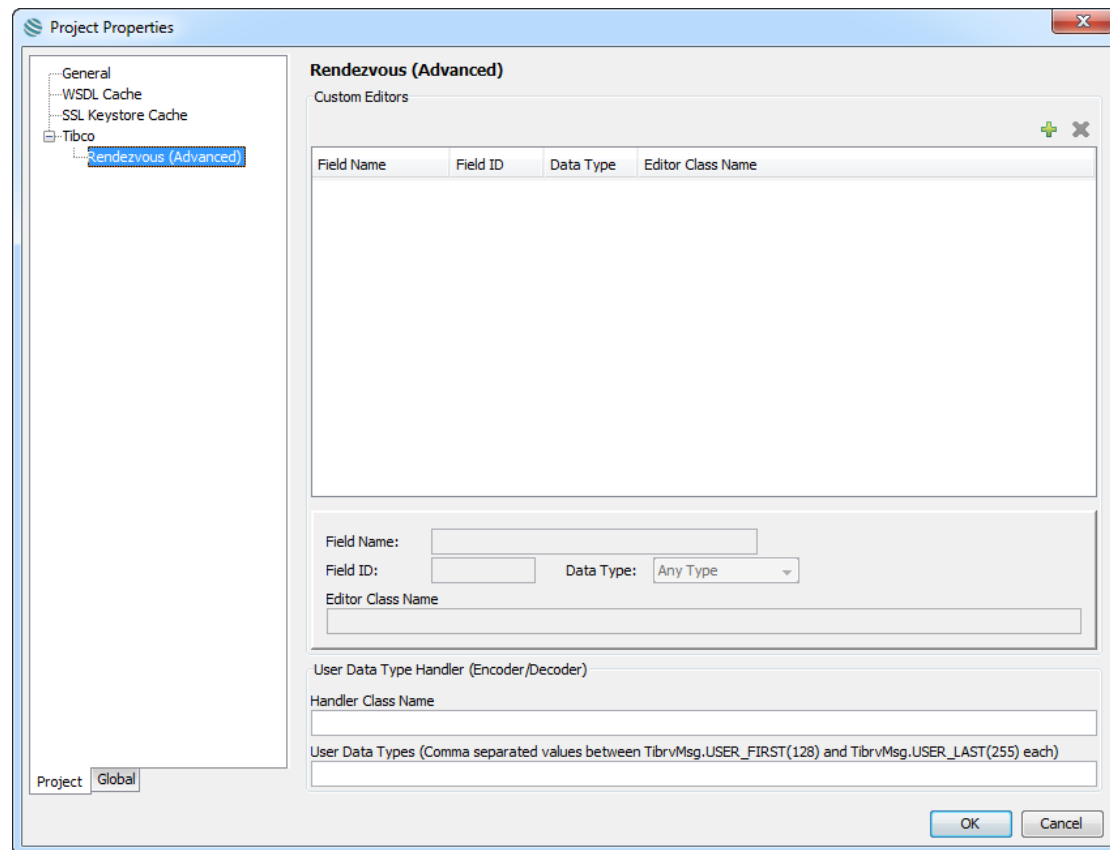 Project Properties
General
WSDL Cache
SSL Keystore Cache
Tibco
Rendezvous (Advanced)
Project
Global
Rendezvous (Advanced)
Custom Editors
Field Name Field ID Data Type Editor Class Name
Field Name:
Field ID: Data Type: Any Type
Editor Class Name
User Data Type Handler (Encoder/Decoder)
Handler Class Name
User Data Types (Comma separated values between TibrvMsg.USER_FIRST(128) and TibrvMsg.USER_LAST(255) each)
OK Cancel